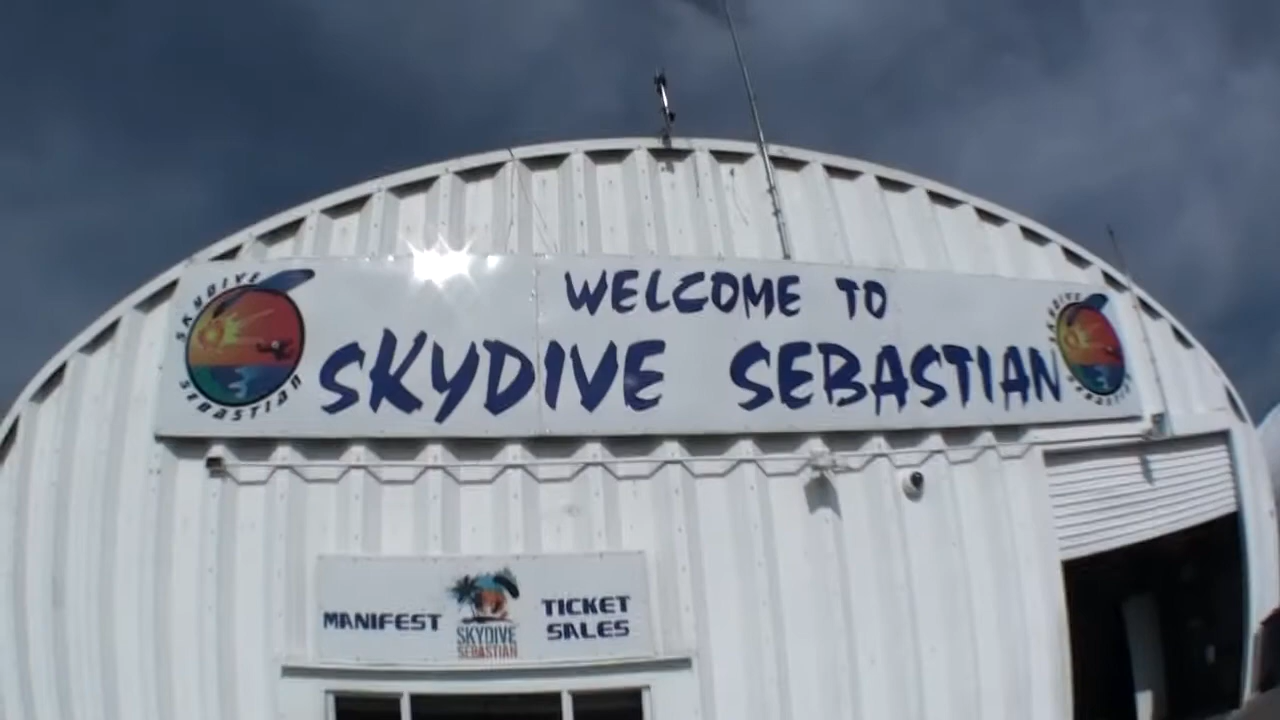 WELCOME TO
SKYDIVE SEBASTIAN
SKYDIVE
SEBASTIAN
SKYDIVE
SEBASTIAN
MANIFEST
SKYDIVE
SEBASTIAN
TICKET
SALES